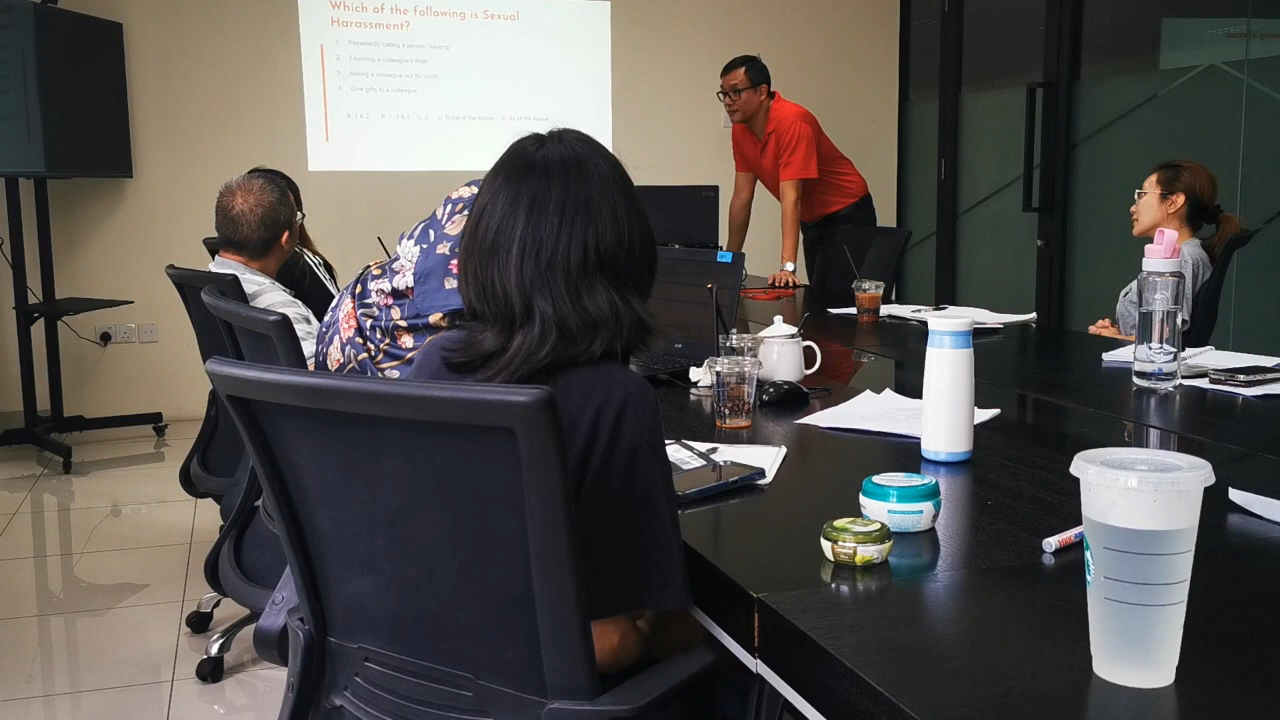 Which of the following is Sexual
Harassment?
1. Repeatedly calling a person "sayang"
2. Touching a colleague's thigh
3. Asking a colleague out for lunch
4. Give gifts to a colleague
A. 1 & 2 B. 1, 2 & 3 C. 2 D. None of the Above E. All of the Above